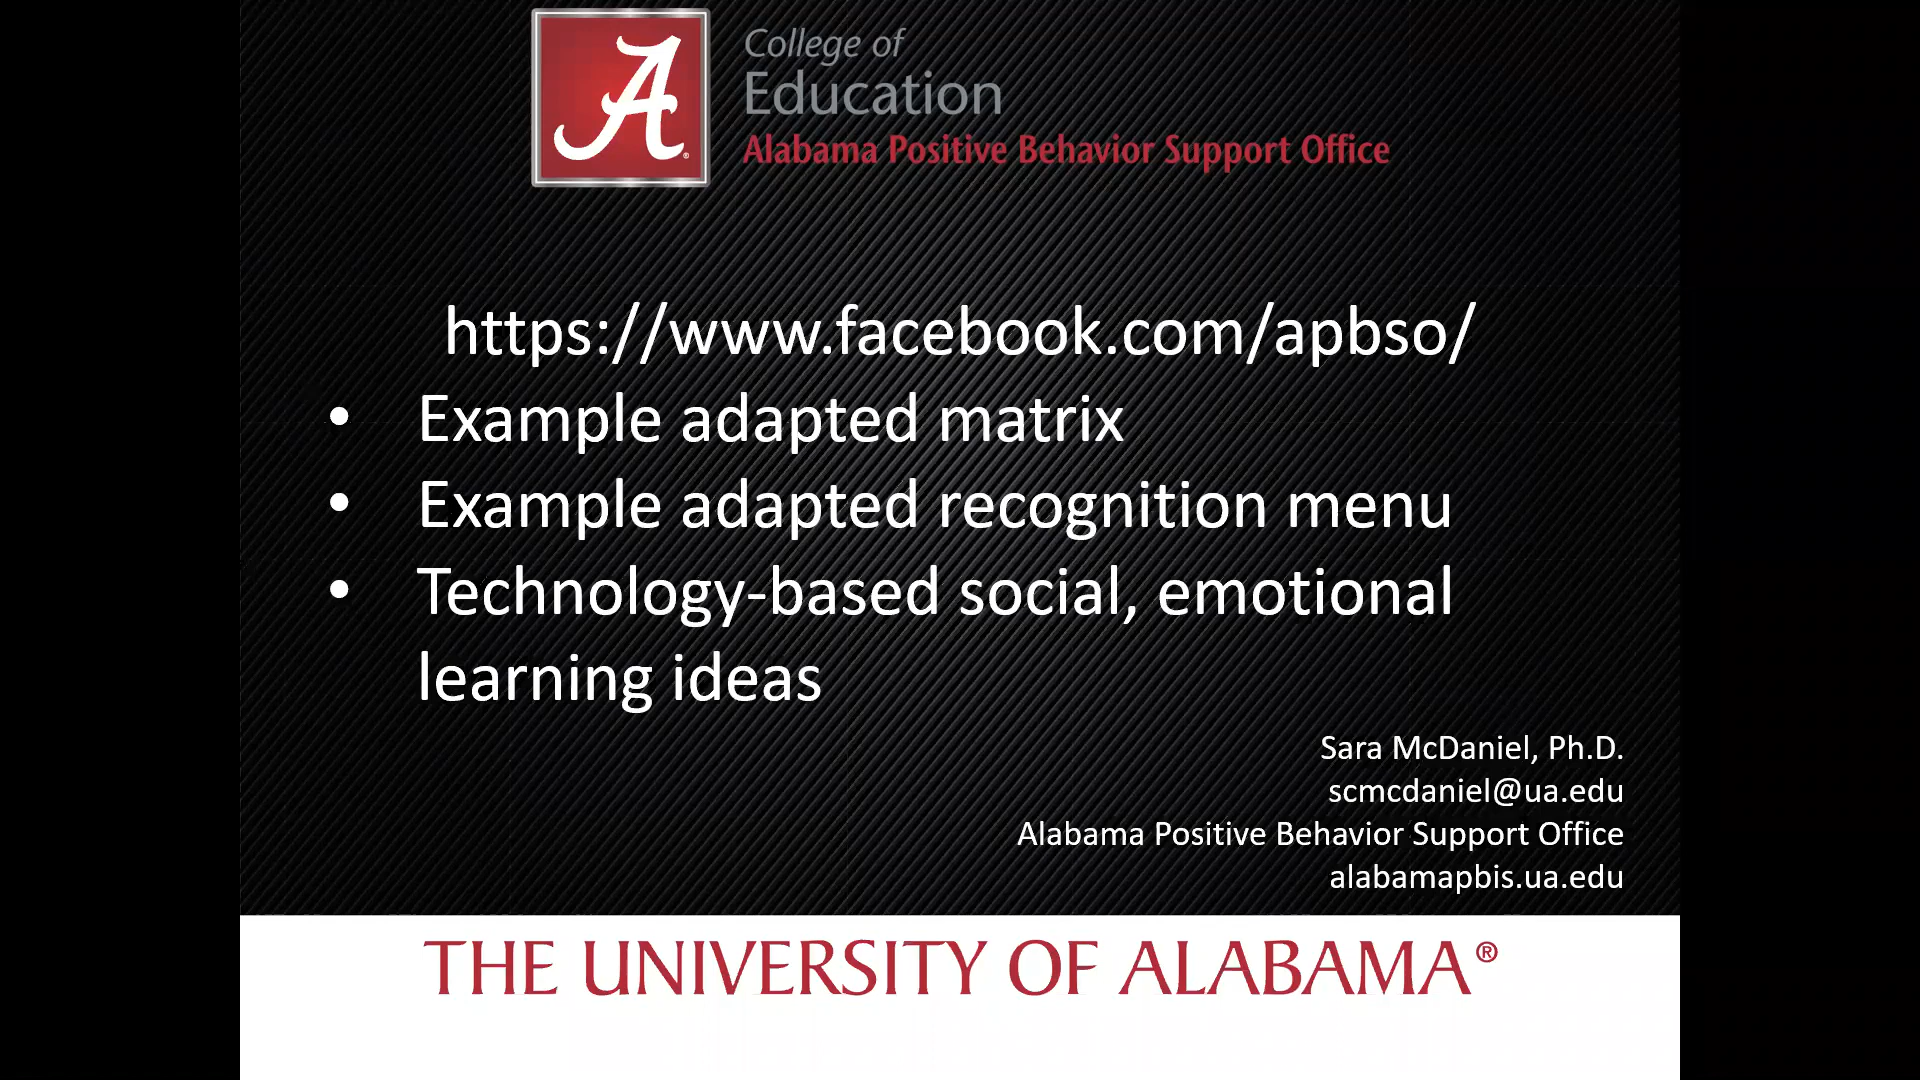 A®
College of
Education
Alabama Positive Behavior Support Office
https://www.facebook.com/apbso/
• Example adapted matrix
• Example adapted recognition menu
• Technology-based social, emotional
learning ideas
Sara McDaniel, Ph.D.
scmcdaniel@ua.edu
Alabama Positive Behavior Support Office
alabamapbis.ua.edu
THE UNIVERSITY OF ALABAMA®